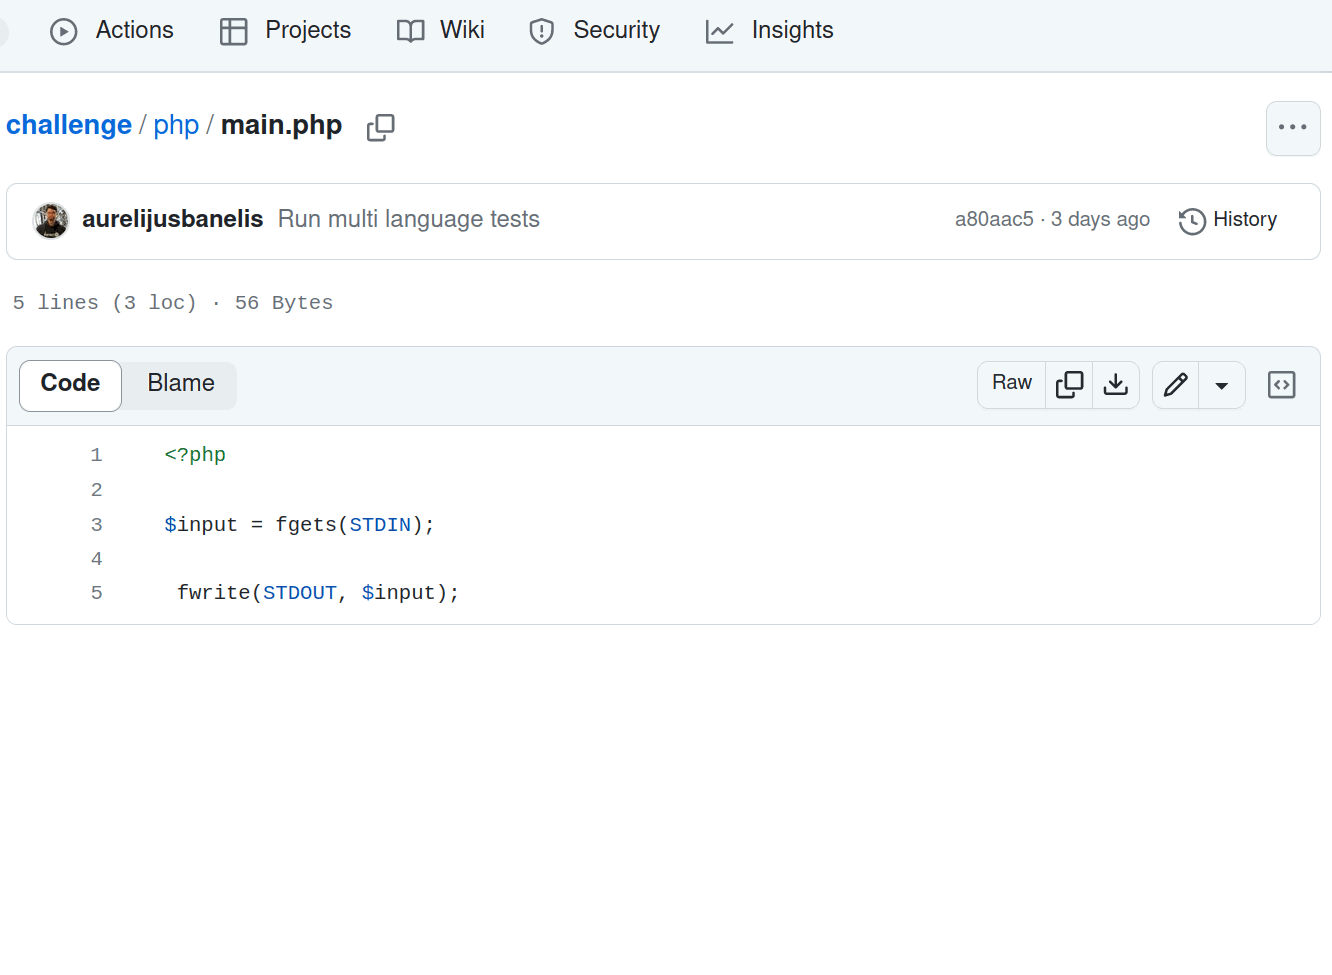 Actions Projects Wiki Security Insights
challenge / php / main.php
aurelijusbanelis Run multi language tests a80aac5 · 3 days ago History
5 lines (3 loc) · 56 Bytes
Code Blame Raw
1 <?php
2
3 $input = fgets(STDIN);
4
5  fwrite(STDOUT, $input);